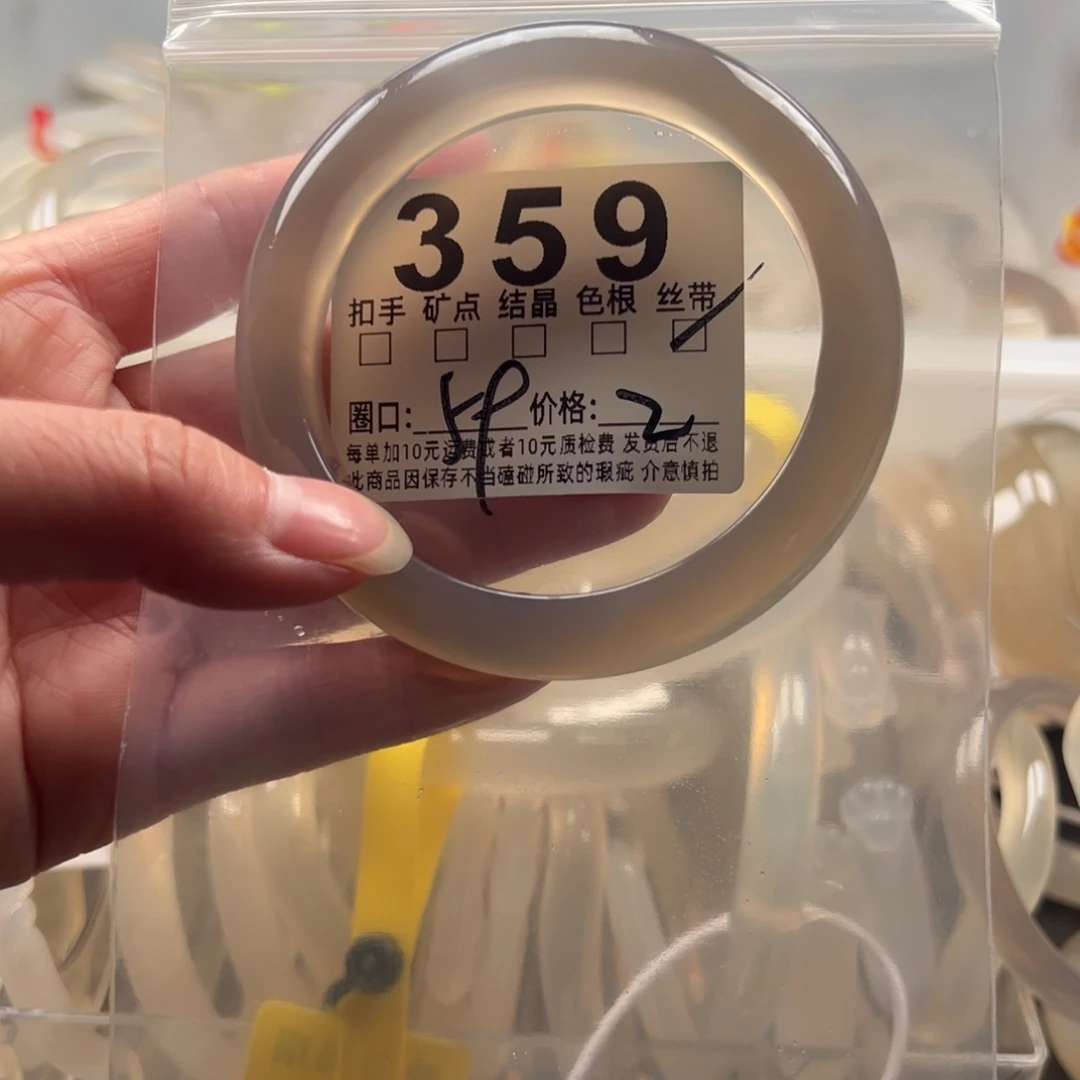 359
扣手 矿点 结晶 色根 丝带
圈口: 价格: 2
每单加10元运费或者10元质检费 发货后不退
此商品因保存不当磕碰所致的瑕疵 介意慎拍